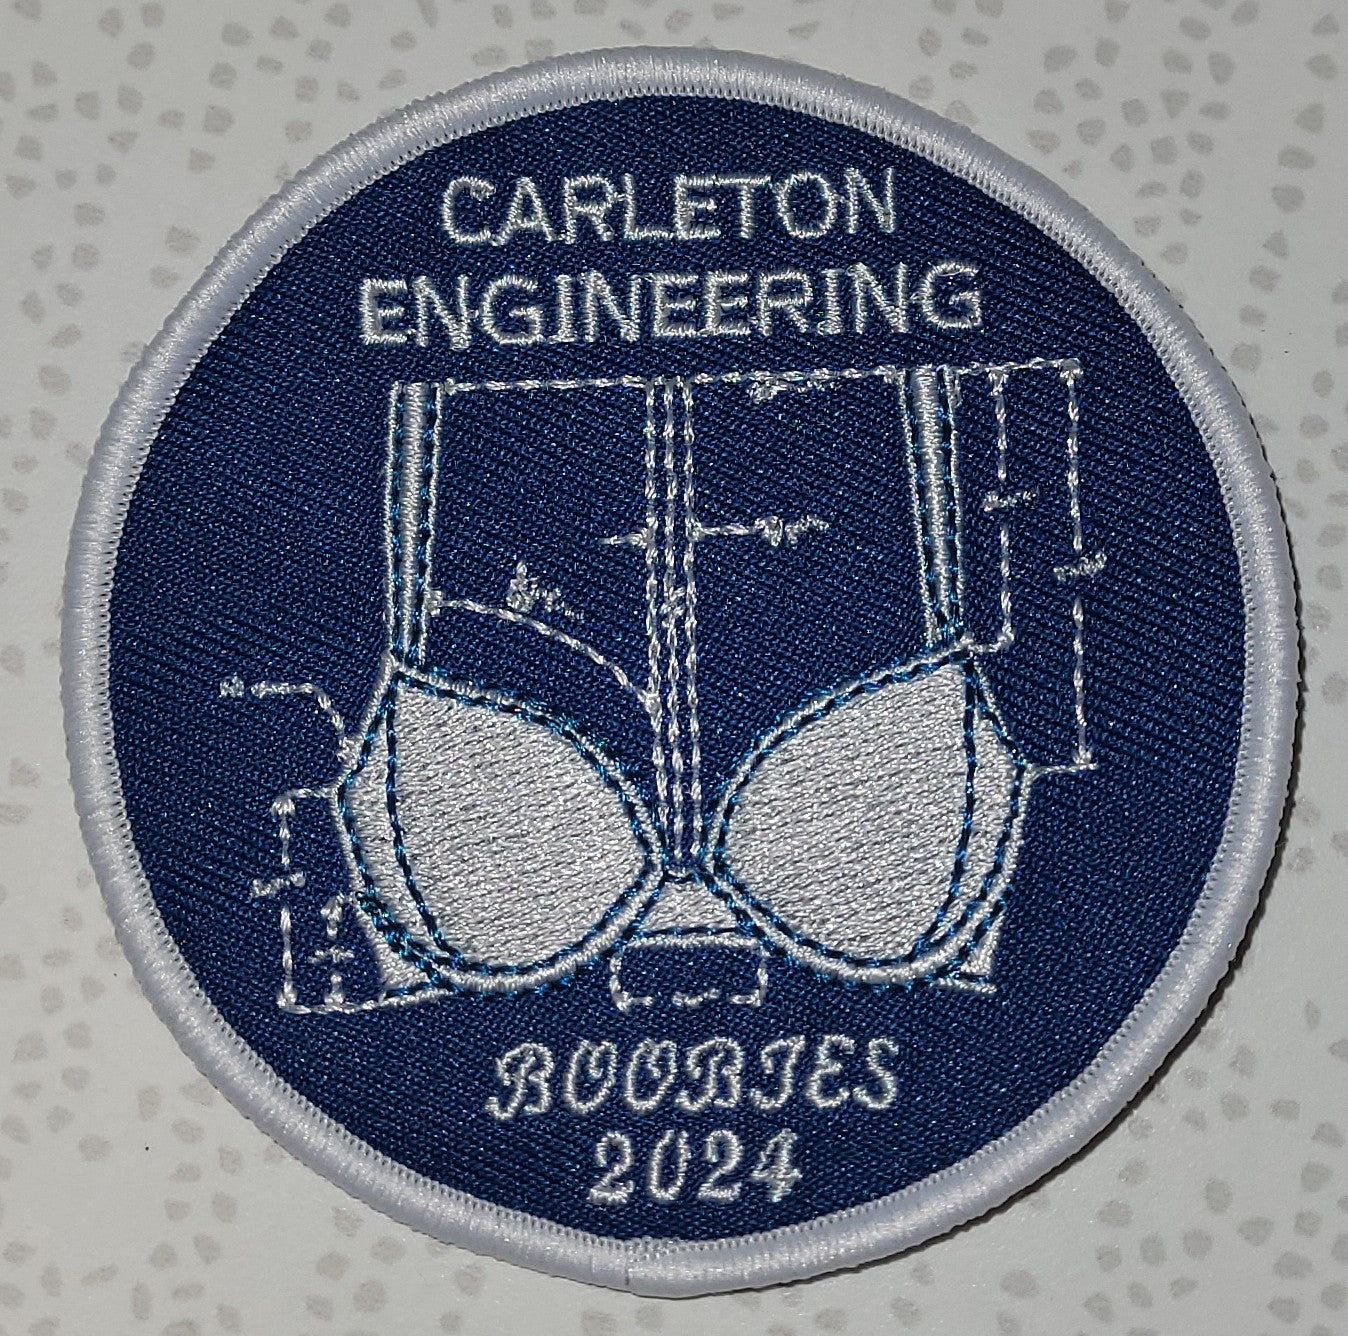 CARLETON
ENGINEERING
BOOBIES
2024